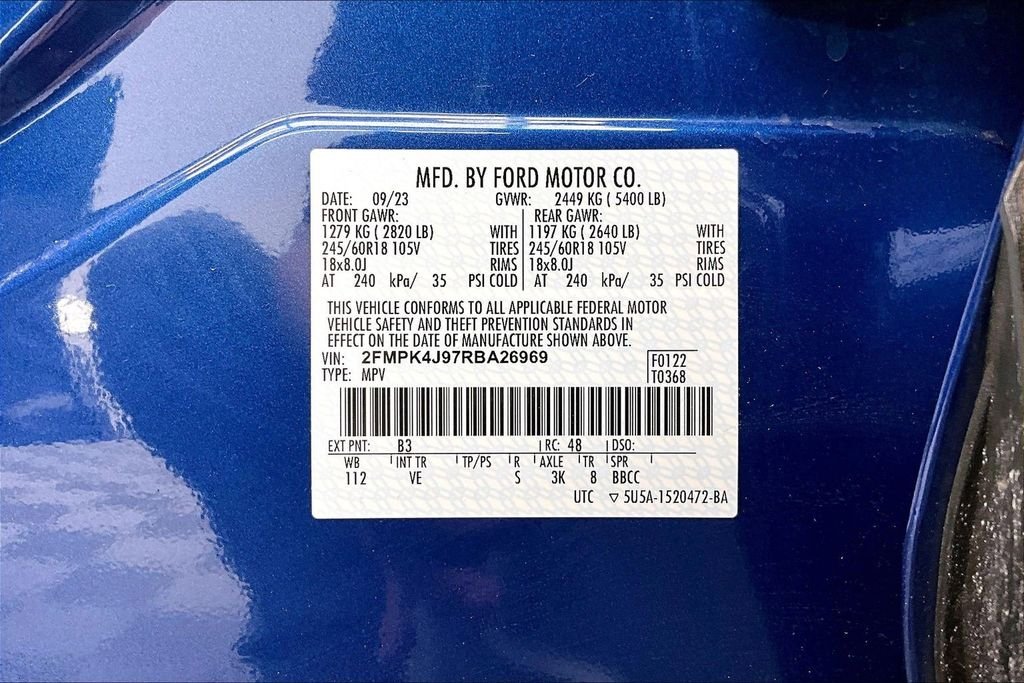 MFD. BY FORD MOTOR CO.
DATE: 09/23 GVWR: 2449 KG ( 5400 LB)
FRONT GAWR: REAR GAWR:
1279 KG ( 2820 LB) WITH 1197 KG ( 2640 LB) WITH
245/60R18 105V TIRES 245/60R18 105V TIRES
18x8.0J RIMS 18x8.0J RIMS
AT 240 kPa/ 35 PSI COLD AT 240 kPa/ 35 PSI COLD
THIS VEHICLE CONFORMS TO ALL APPLICABLE FEDERAL MOTOR
VEHICLE SAFETY AND THEFT PREVENTION STANDARDS IN
EFFECT ON THE DATE OF MANUFACTURE SHOWN ABOVE.
VIN: 2FMPK4J97RBA26969 F0122
TYPE: MPV T0368
EXT PNT: B3 RC: 48 DSO:
WB INT TR TP/PS R AXLE TR SPR
112 VE S 3K 8 BBCC
UTC ▽ 5U5A-1520472-BA